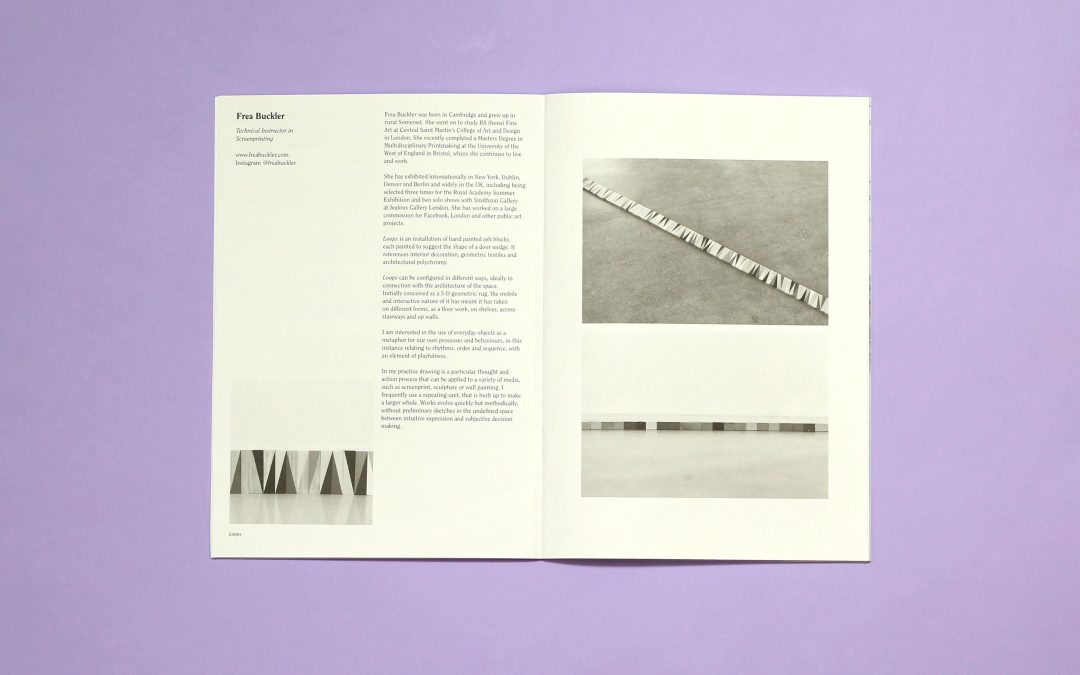 Frea Buckler
Technical Instructor in
Screenprinting
www.freabuckler.com
Instagram @freabuckler
Frea Buckler was born in Cambridge and grew up in
rural Somerset. She went on to study BA (hons) Fine
Art at Central Saint Martin's College of Art and Design
in London. She recently completed a Masters Degree in
Multidisciplinary Printmaking at the University of the
West of England in Bristol, where she continues to live
and work.
She has exhibited internationally in New York, Dublin,
Denver and Berlin and widely in the UK, including being
selected three times for the Royal Academy Summer
Exhibition and two solo shows with Smithson Gallery
at Jealous Gallery London. She has worked on a large
commission for Facebook, London and other public art
projects.
Loops is an installation of hand painted ash blocks,
each painted to suggest the shape of a door wedge. It
references interior decoration, geometric textiles and
architectural polychromy.
Loops can be configured in different ways, ideally in
connection with the architecture of the space.
Initially conceived as a 3-D geometric rug, the mobile
and interactive nature of it has meant it has taken
on different forms, as a floor work, on shelves, across
stairways and up walls.
I am interested in the use of everyday objects as a
metaphor for our own processes and behaviours, in this
instance relating to rhythms, order and sequence, with
an element of playfulness.
In my practice drawing is a particular thought and
action process that can be applied to a variety of media,
such as screenprint, sculpture or wall painting. I
frequently use a repeating unit, that is built up to make
a larger whole. Works evolve quickly but methodically,
without preliminary sketches in the undefined space
between intuitive expression and subjective decision
making.
Loops